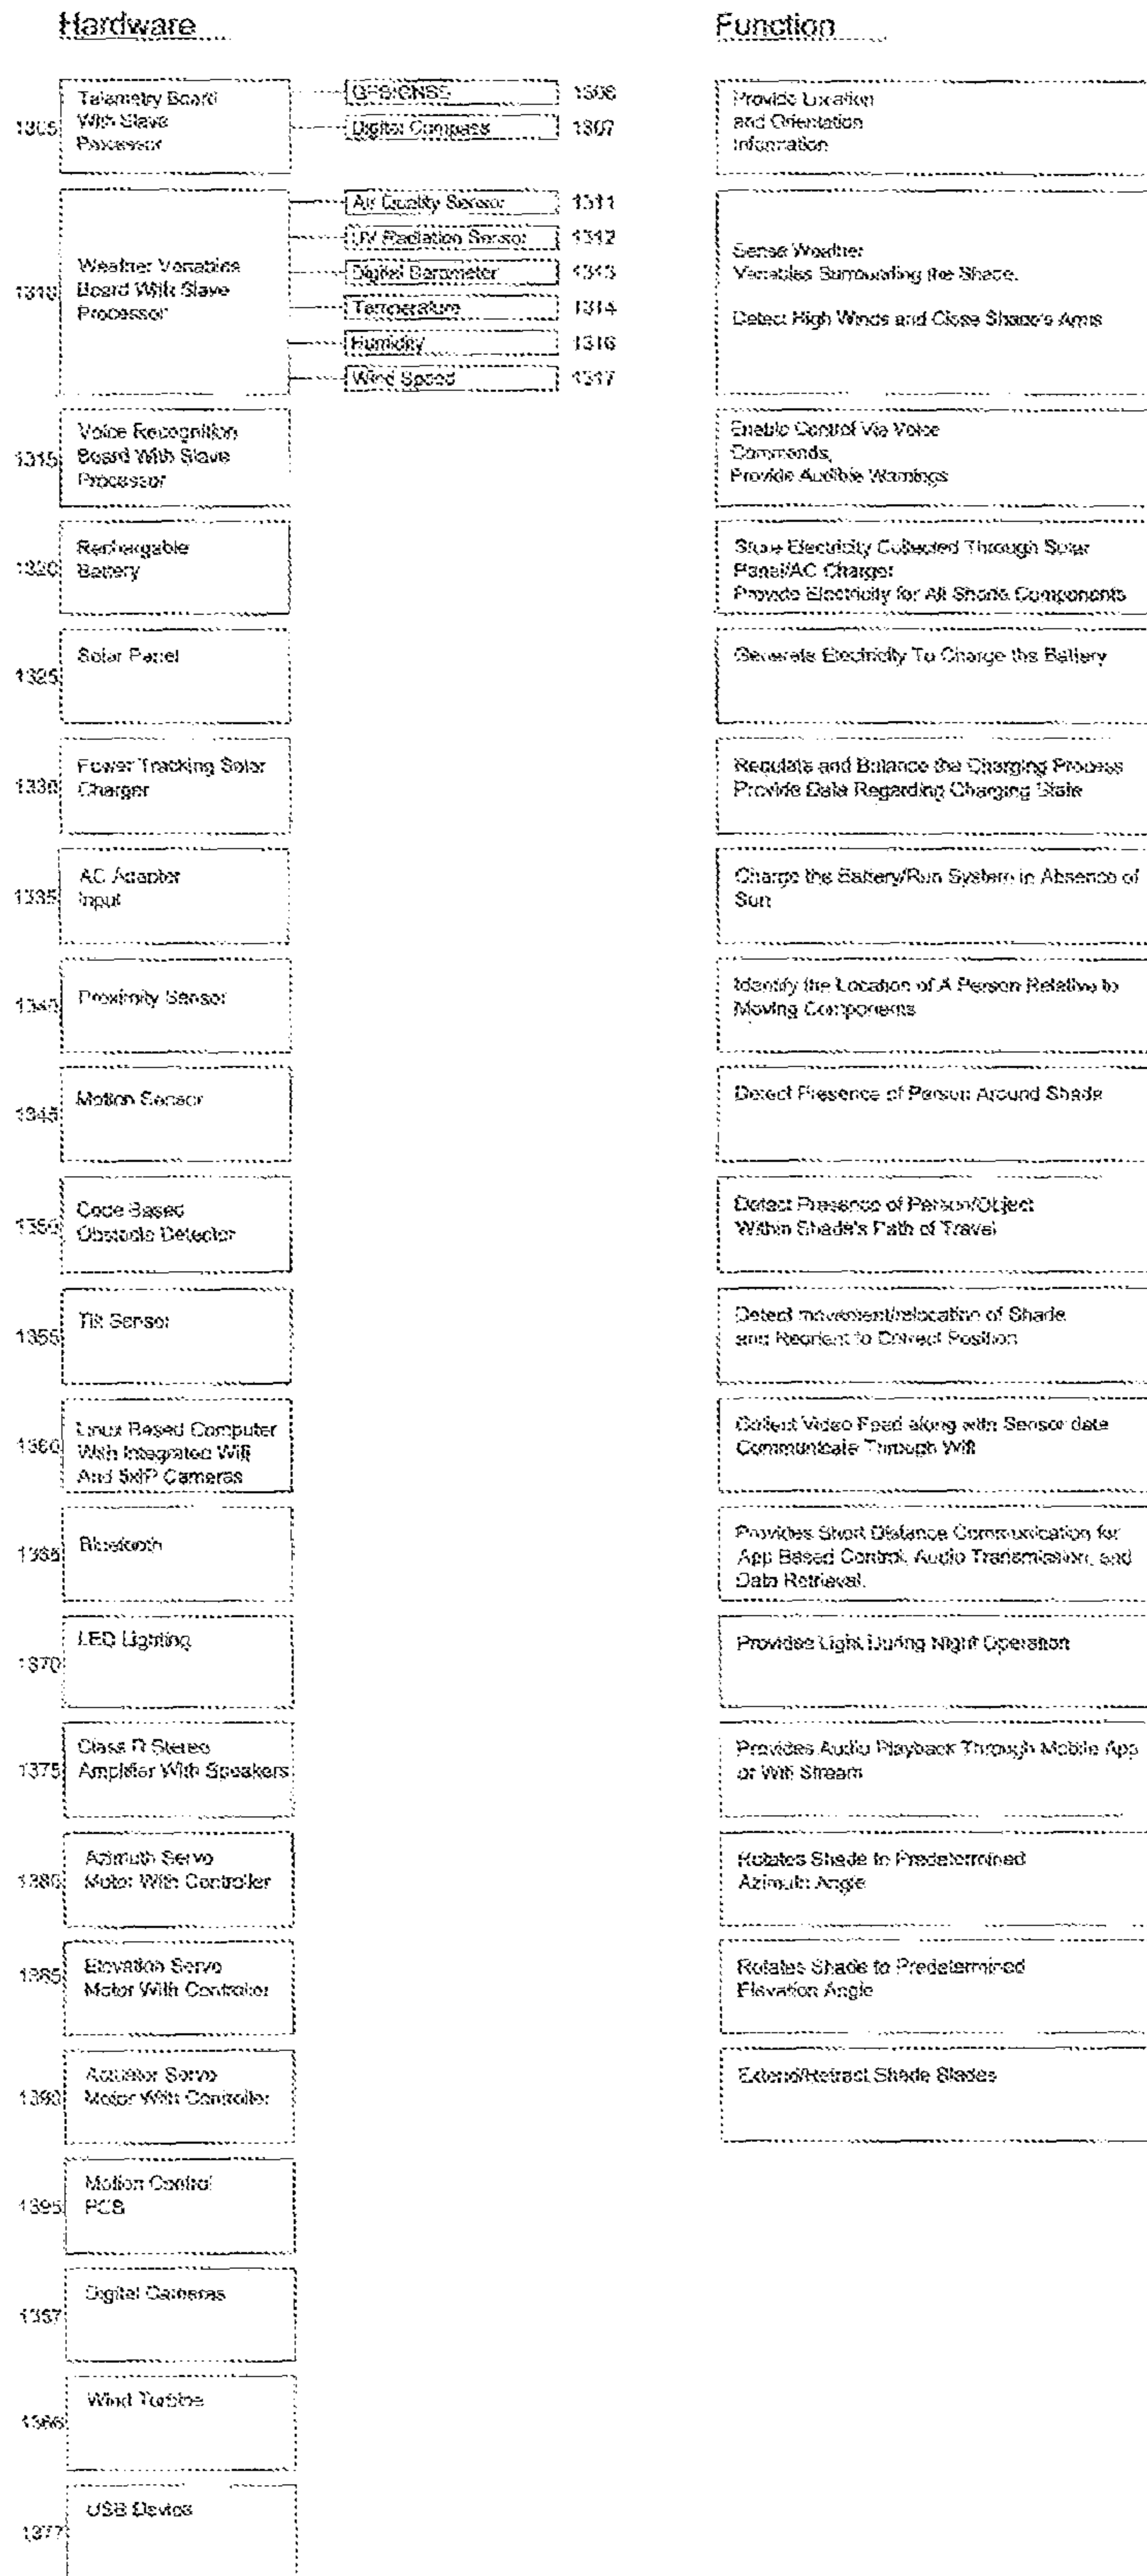 Hardware
Function
1305
Telemetry Board
With Slave
Processor
GPS/GNSS 1306
Digital Compass 1307
Provide Location
and Orientation
Information
1310
Weather Variables
Board With Slave
Processor
Air Quality Sensor 1311
UV Radiation Sensor 1312
Digital Barometer 1313
Temperature 1314
Humidity 1316
Wind Speed 1317
Sense Weather
Variables Surrounding the Shade.
Detect High Winds and Close Shade's Arms
1315
Voice Recognition
Board With Slave
Processor
Enable Control Via Voice
Commands,
Provide Audible Warnings
1320
Rechargable
Battery
Store Electricity Collected Through Solar
Panel/AC Charger
Provide Electricity for All Shade Components
1325
Solar Panel
Generate Electricity To Charge the Battery
1330
Power Tracking Solar
Charger
Regulate and Balance the Charging Process
Provide Data Regarding Charging State
1335
AC Adapter
Input
Charge the Battery/Run System in Absence of
Sun
1340
Proximity Sensor
Identify the Location of A Person Relative to
Moving Components
1345
Motion Sensor
Detect Presence of Person Around Shade
1350
Code Based
Obstacle Detector
Detect Presence of Person/Object
Within Shade's Path of Travel
1355
Tilt Sensor
Detect movement/relocation of Shade
and Reorient to Correct Position
1360
Linux Based Computer
With Integrated Wifi
And 5xIP Cameras
Collect Video Feed along with Sensor data
Communicate Through Wifi
1365
Bluetooth
Provides Short Distance Communication for
App Based Control, Audio Transmission, and
Data Retrieval.
1370
LED Lighting
Provides Light During Night Operation
1375
Class D Stereo
Amplifier With Speakers
Provides Audio Playback Through Mobile App
or Wifi Stream
1380
Azimuth Servo
Motor With Controller
Rotates Shade to Predetermined
Azimuth Angle
1385
Elevation Servo
Motor With Controller
Rotates Shade to Predetermined
Elevation Angle
1390
Actuator Servo
Motor With Controller
Extend/Retract Shade Blades
1395
Motion Control
PCB
1357
Digital Cameras
1366
Wind Turbine
1377
USB Device